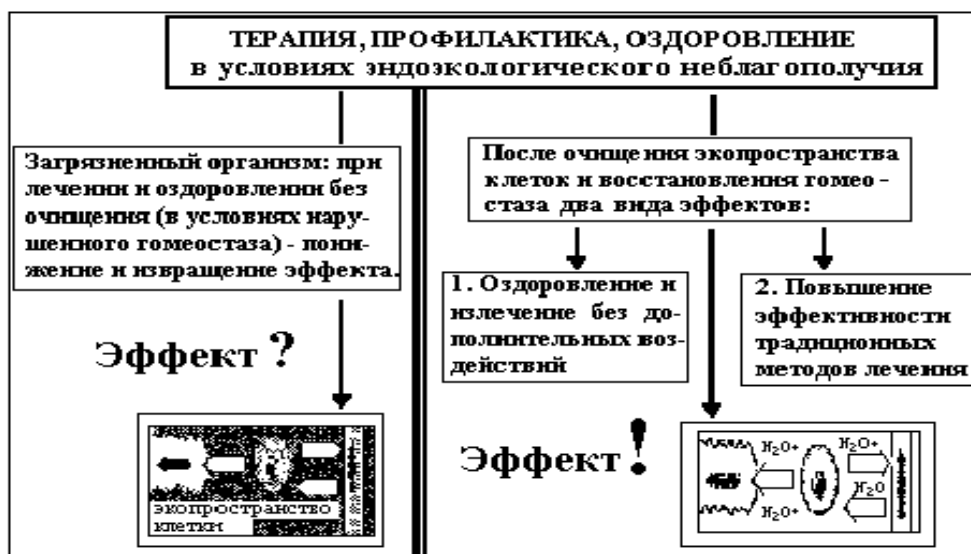 ТЕРАПИЯ, ПРОФИЛАКТИКА, ОЗДОРОВЛЕНИЕ
в условиях эндоэкологического неблагополучия
Загрязненный организм: при
лечении и оздоровлении без
очищения (в условиях нару-
шенного гомеостаза) - пони-
жение и извращение эффекта.
Эффект ?
экопространство
клетки
После очищения экопространства
клеток и восстановления гомео -
стаза два вида эффектов:
1. Оздоровление и
излечение без до-
полнительных воз-
действий
2. Повышение
эффективности
традиционных
методов лечения
Эффект !
H₂O+
H₂O+
H₂O
H₂O+
H₂O+